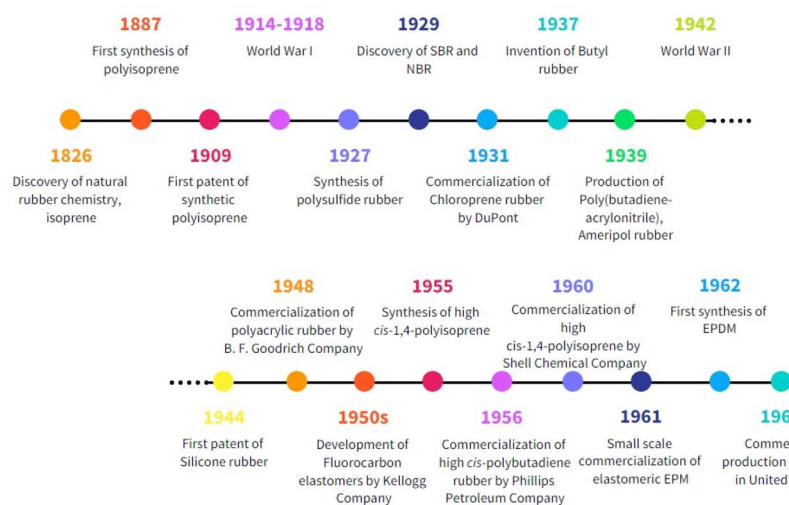 1887
First synthesis of
polyisoprene
1914-1918
World War I
1929
Discovery of SBR and
NBR
1937
Invention of Butyl
rubber
1942
World War II
1826
Discovery of natural
rubber chemistry,
isoprene
1909
First patent of
synthetic
polyisoprene
1927
Synthesis of
polysulfide rubber
1931
Commercialization of
Chloroprene rubber
by DuPont
1939
Production of
Poly(butadiene-
acrylonitrile),
Ameripol rubber
1948
Commercialization of
polyacrylic rubber by
B. F. Goodrich Company
1955
Synthesis of high
cis-1,4-polyisoprene
1960
Commercialization of
high
cis-1,4-polyisoprene by
Shell Chemical Company
1962
First synthesis of
EPDM
1944
First patent of
Silicone rubber
1950s
Development of
Fluorocarbon
elastomers by Kellogg
Company
1956
Commercialization of
high cis-polybutadiene
rubber by Phillips
Petroleum Company
1961
Small scale
commercialization of
elastomeric EPM
production
in United